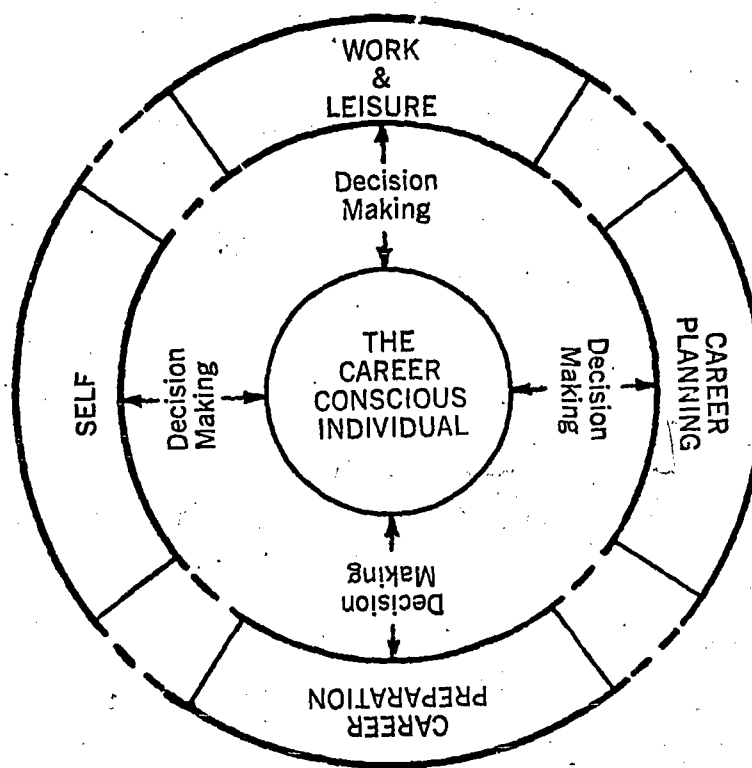 WORK
&
LEISURE
Decision
Making
THE
CAREER
CONSCIOUS
INDIVIDUAL
CAREER
PLANNING
Decision
Making
CAREER
PREPARATION
Decision
Making
SELF
Decision
Making